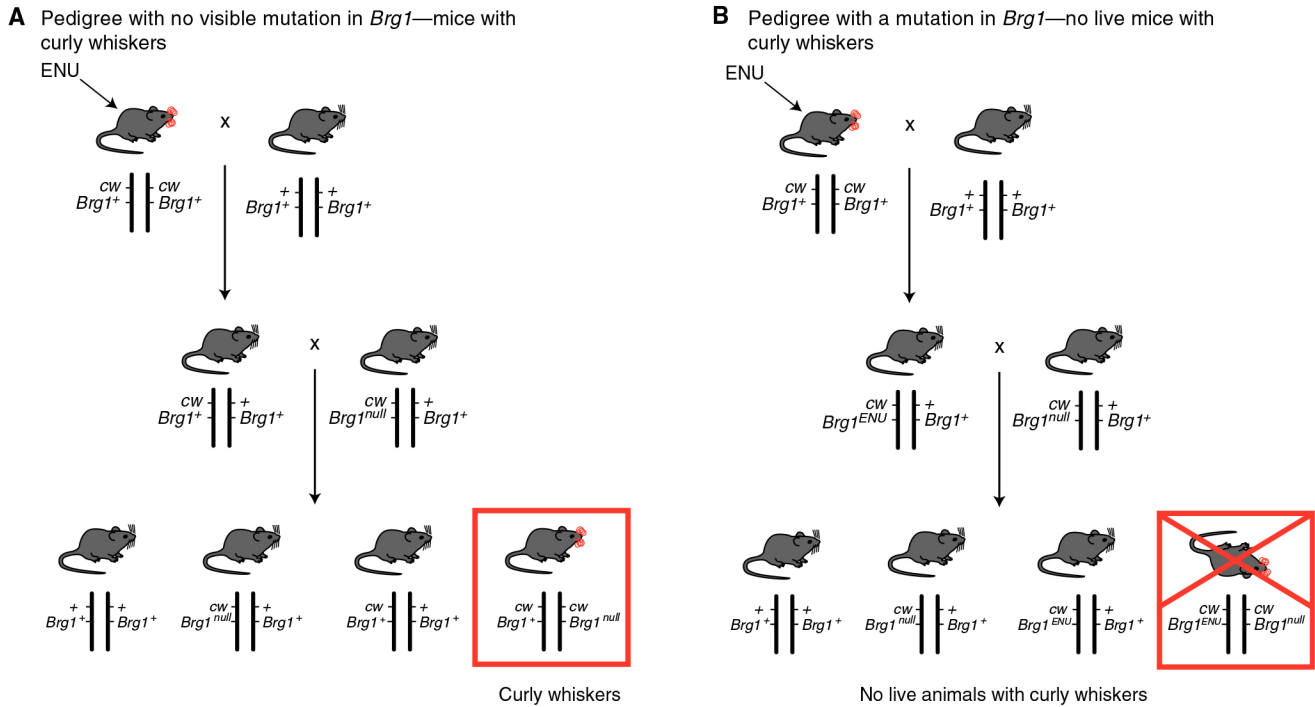 A Pedigree with no visible mutation in Brg1—mice with
curly whiskers
ENU
x
cw cw
Brg1+ Brg1+
+ +
Brg1+ Brg1+
x
cw +
Brg1+ Brg1+
cw +
Brg1null Brg1+
+ +
Brg1+ Brg1+
cw +
Brg1null Brg1+
cw +
Brg1+ Brg1+
cw cw
Brg1+ Brg1null
Curly whiskers
B Pedigree with a mutation in Brg1—no live mice with
curly whiskers
ENU
x
cw cw
Brg1+ Brg1+
+ +
Brg1+ Brg1+
x
cw +
Brg1ENU Brg1+
cw +
Brg1null Brg1+
+ +
Brg1+ Brg1+
cw +
Brg1null Brg1+
cw +
Brg1ENU Brg1+
cw cw
Brg1ENU Brg1null
No live animals with curly whiskers